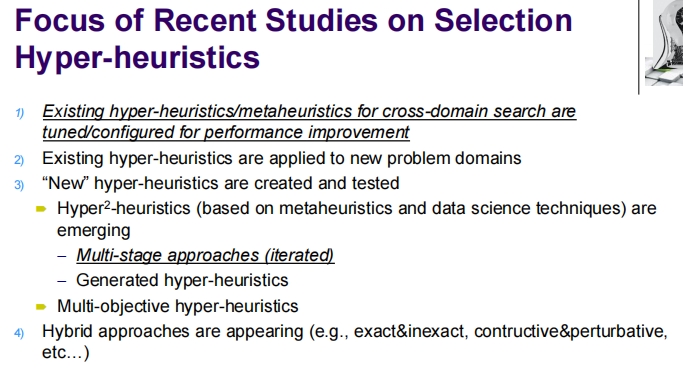 Focus of Recent Studies on Selection
Hyper-heuristics
1) Existing hyper-heuristics/metaheuristics for cross-domain search are
tuned/configured for performance improvement
2) Existing hyper-heuristics are applied to new problem domains
3) “New” hyper-heuristics are created and tested
Hyper²-heuristics (based on metaheuristics and data science techniques) are
emerging
– Multi-stage approaches (iterated)
– Generated hyper-heuristics
Multi-objective hyper-heuristics
4) Hybrid approaches are appearing (e.g., exact&inexact, contructive&perturbative,
etc…)